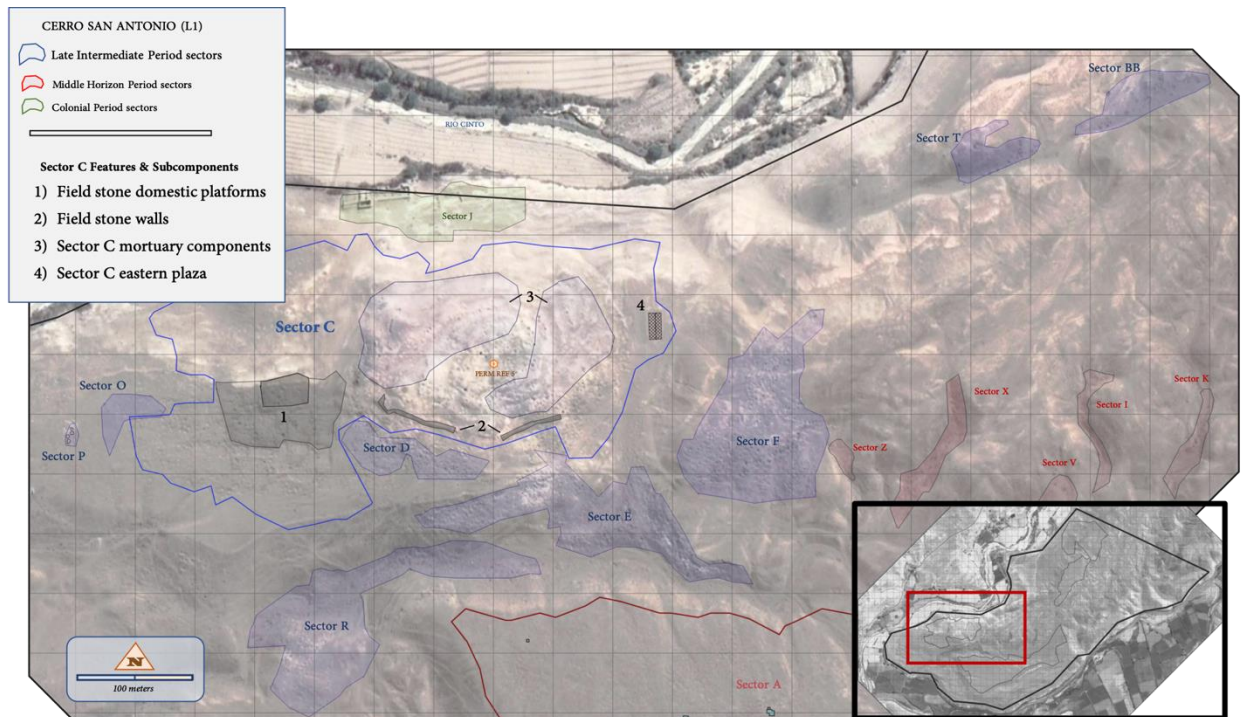 CERRO SAN ANTONIO (L1)
Late Intermediate Period sectors
Middle Horizon Period sectors
Colonial Period sectors
Sector C Features & Subcomponents
1) Field stone domestic platforms
2) Field stone walls
3) Sector C mortuary components
4) Sector C eastern plaza
Sector BB
RIO CINTO
Sector T
Sector J
3
4
Sector C
PERM REF 6
Sector O
1
2
Sector X
Sector K
Sector I
Sector P
Sector D
Sector F
Sector Z
Sector V
Sector E
Sector R
N
100 meters
Sector A